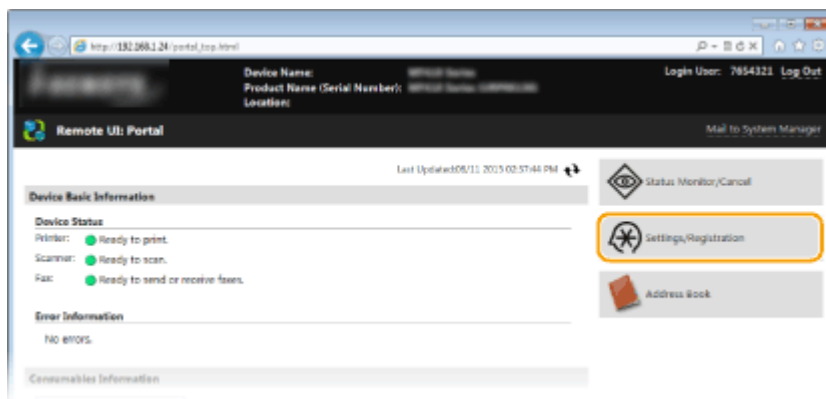 http://192.168.1.24/portal_top.html
Device Name:
Product Name (Serial Number):
Location:
Login User: 7654321 Log Out
Remote UI: Portal
Mail to System Manager
Last Updated:08/11 2015 02:57:44 PM
Device Basic Information
Device Status
Printer: Ready to print.
Scanner: Ready to scan.
Fax: Ready to send or receive faxes.
Error Information
No errors.
Consumables Information
Status Monitor/Cancel
Settings/Registration
Address Book